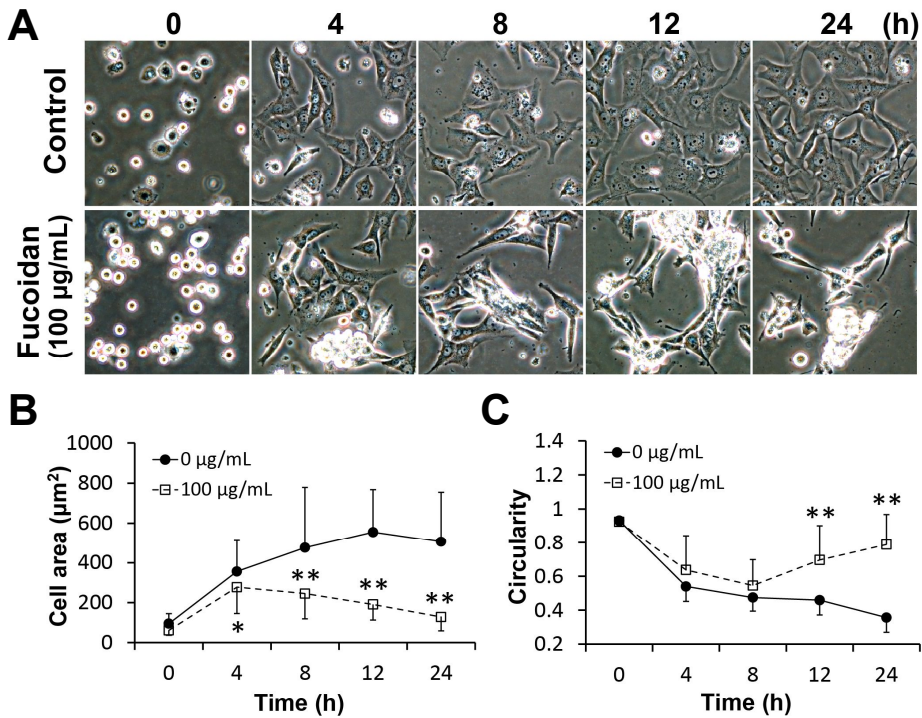 A
0 4 8 12 24 (h)
Control
Fucoidan
(100 µg/mL)
B
1000
800
600
400
200
0
Cell area (µm²)
0 µg/mL
100 µg/mL
*
**
**
**
0 4 8 12 24
Time (h)
C
1.4
1.2
1
0.8
0.6
0.4
0.2
Circularity
0 µg/mL
100 µg/mL
**
**
0 4 8 12 24
Time (h)